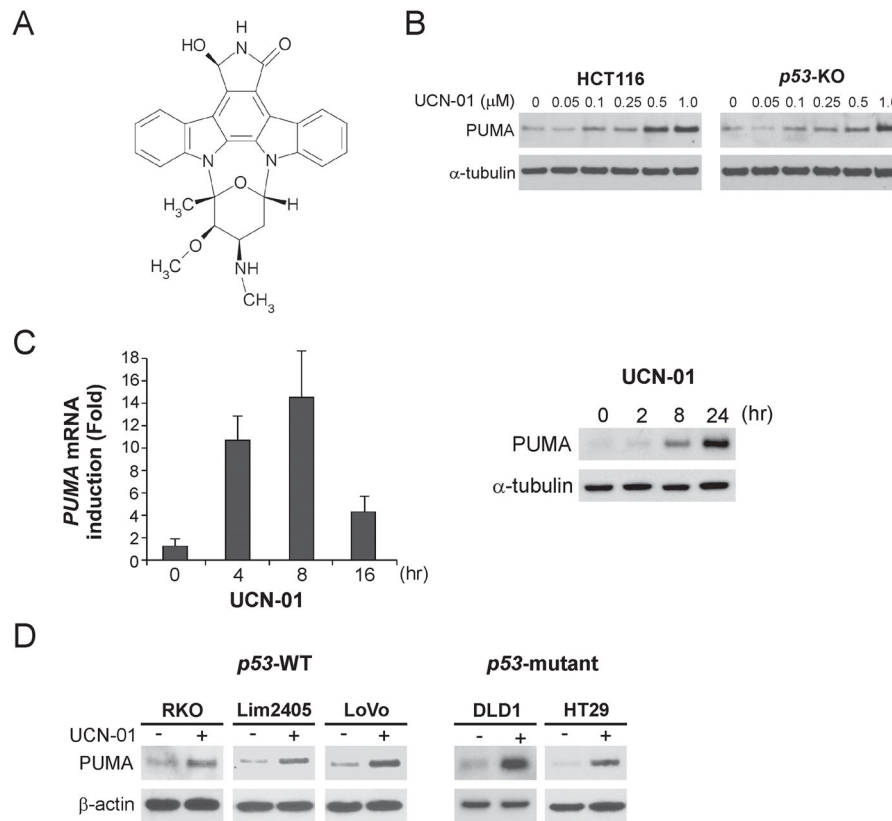 A
HO
H
N
O
N
N
O
H₃C
H
O
H₃C
NH
CH₃
B
HCT116
p53-KO
UCN-01 (μM) 0 0.05 0.1 0.25 0.5 1.0 0 0.05 0.1 0.25 0.5 1.0
PUMA
α-tubulin
C
PUMA mRNA
induction (Fold)
18
16
14
12
10
8
6
4
2
0
0 4 8 16 (hr)
UCN-01
UCN-01
0 2 8 24 (hr)
PUMA
α-tubulin
D
p53-WT
p53-mutant
RKO Lim2405 LoVo DLD1 HT29
UCN-01 - + - + - + - + - +
PUMA
β-actin